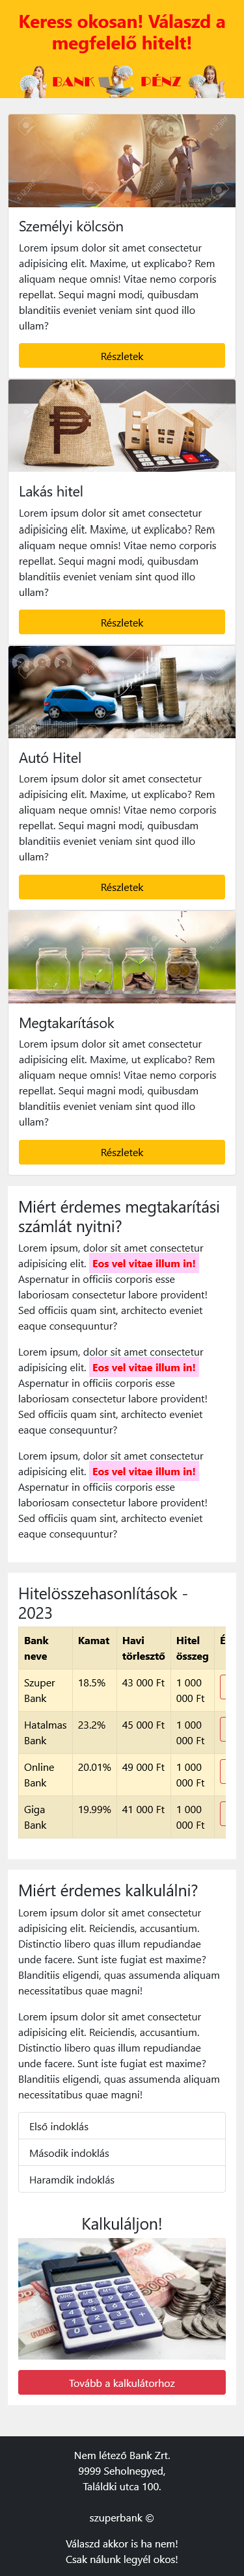 Keress okosan! Válaszd a
megfelelő hitelt!
BANK PÉNZ
Személyi kölcsön
Lorem ipsum dolor sit amet consectetur
adipisicing elit. Maxime, ut explicabo? Rem
aliquam neque omnis! Vitae nemo corporis
repellat. Sequi magni modi, quibusdam
blanditiis eveniet veniam sint quod illo
ullam?
Részletek
Lakás hitel
Lorem ipsum dolor sit amet consectetur
adipisicing elit. Maxime, ut explicabo? Rem
aliquam neque omnis! Vitae nemo corporis
repellat. Sequi magni modi, quibusdam
blanditiis eveniet veniam sint quod illo
ullam?
Részletek
Autó Hitel
Lorem ipsum dolor sit amet consectetur
adipisicing elit. Maxime, ut explicabo? Rem
aliquam neque omnis! Vitae nemo corporis
repellat. Sequi magni modi, quibusdam
blanditiis eveniet veniam sint quod illo
ullam?
Részletek
Megtakarítások
Lorem ipsum dolor sit amet consectetur
adipisicing elit. Maxime, ut explicabo? Rem
aliquam neque omnis! Vitae nemo corporis
repellat. Sequi magni modi, quibusdam
blanditiis eveniet veniam sint quod illo
ullam?
Részletek
Miért érdemes megtakarítási
számlát nyitni?
Lorem ipsum, dolor sit amet consectetur
adipisicing elit. Eos vel vitae illum in!
Aspernatur in officiis corporis esse
laboriosam consectetur labore provident!
Sed officiis quam sint, architecto eveniet
eaque consequuntur?
Lorem ipsum, dolor sit amet consectetur
adipisicing elit. Eos vel vitae illum in!
Aspernatur in officiis corporis esse
laboriosam consectetur labore provident!
Sed officiis quam sint, architecto eveniet
eaque consequuntur?
Lorem ipsum, dolor sit amet consectetur
adipisicing elit. Eos vel vitae illum in!
Aspernatur in officiis corporis esse
laboriosam consectetur labore provident!
Sed officiis quam sint, architecto eveniet
eaque consequuntur?
Hitelösszehasonlítások -
2023
Bank neve Kamat Havi törlesztő Hitel összeg
Szuper Bank 18.5% 43 000 Ft 1 000 000 Ft
Hatalmas Bank 23.2% 45 000 Ft 1 000 000 Ft
Online Bank 20.01% 49 000 Ft 1 000 000 Ft
Giga Bank 19.99% 41 000 Ft 1 000 000 Ft
Miért érdemes kalkulálni?
Lorem ipsum dolor sit amet consectetur
adipisicing elit. Reiciendis, accusantium.
Distinctio libero quas illum repudiandae
unde facere. Sunt iste fugiat est maxime?
Blanditiis eligendi, quas assumenda aliquam
necessitatibus quae magni!
Lorem ipsum dolor sit amet consectetur
adipisicing elit. Reiciendis, accusantium.
Distinctio libero quas illum repudiandae
unde facere. Sunt iste fugiat est maxime?
Blanditiis eligendi, quas assumenda aliquam
necessitatibus quae magni!
Első indoklás
Második indoklás
Haramdik indoklás
Kalkuláljon!
Tovább a kalkulátorhoz
Nem létező Bank Zrt.
9999 Seholnegyed,
Találdki utca 100.
szuperbank ©
Válaszd akkor is ha nem!
Csak nálunk legyél okos!